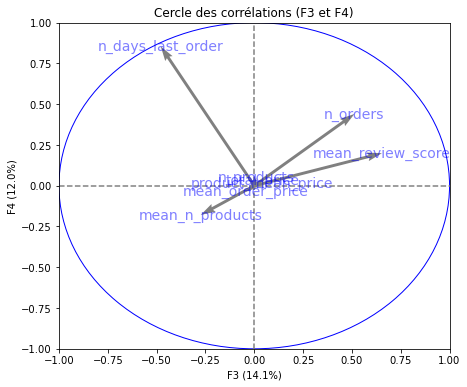 Cercle des corrélations (F3 et F4)
1.00
n_days_last_order
0.75
0.50
n_orders
0.25
mean_review_score
n_products
0.00
mean_order_price
mean_n_products
−0.25
−0.50
−0.75
−1.00
F4 (12.0%)
−1.00 −0.75 −0.50 −0.25 0.00 0.25 0.50 0.75 1.00
F3 (14.1%)